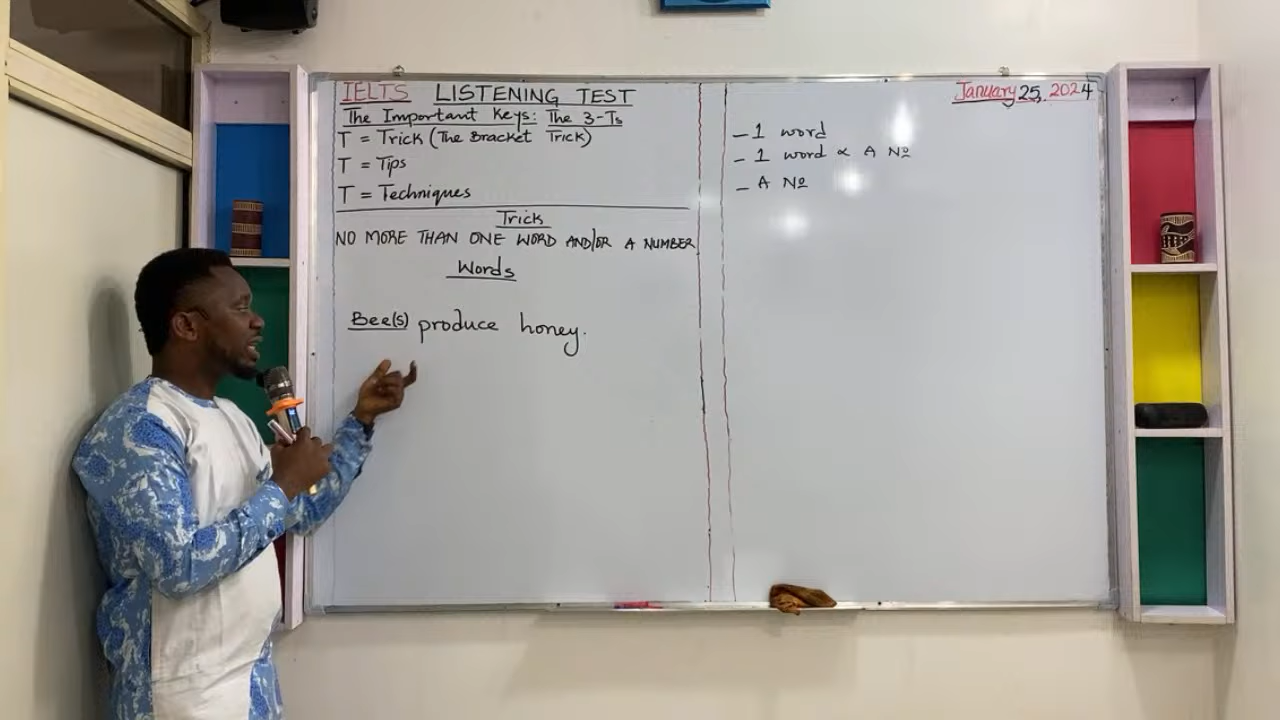 IELTS LISTENING TEST
The Important Keys: The 3-Ts
T = Trick (The Bracket Trick)
T = Tips
T = Techniques
Trick
NO MORE THAN ONE WORD AND/OR A NUMBER
Words
Bee(s) produce honey.
January 25, 2024
- 1 word
- 1 word ∝ A №
- A №